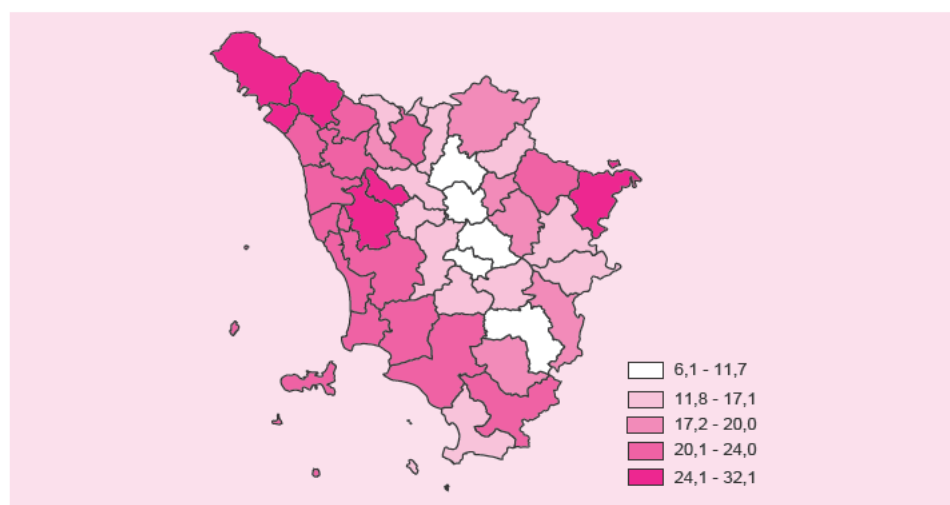 6,1 - 11,7
11,8 - 17,1
17,2 - 20,0
20,1 - 24,0
24,1 - 32,1